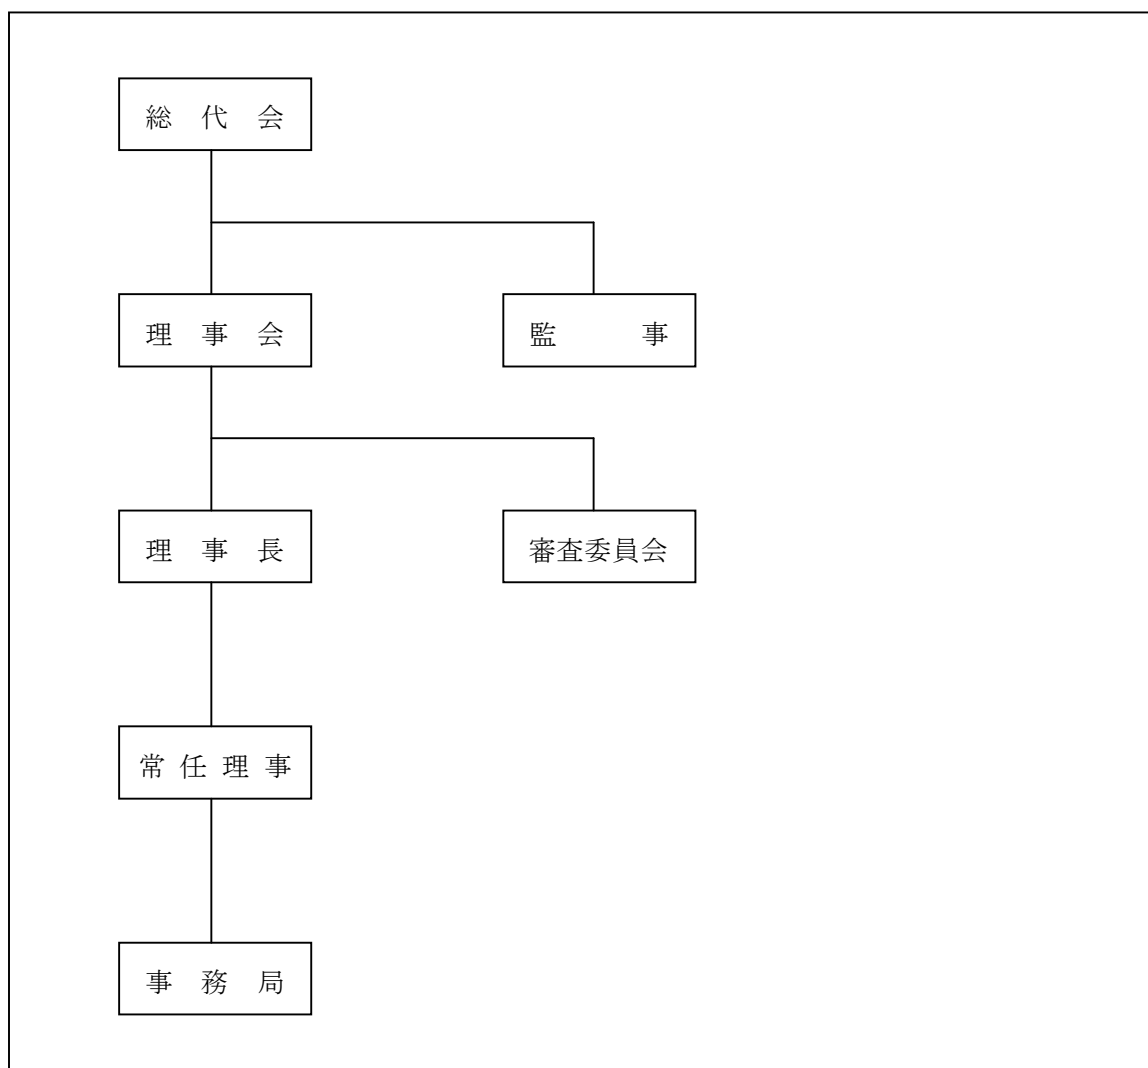 総代会
理事会
監事
理事長
審査委員会
常任理事
事務局